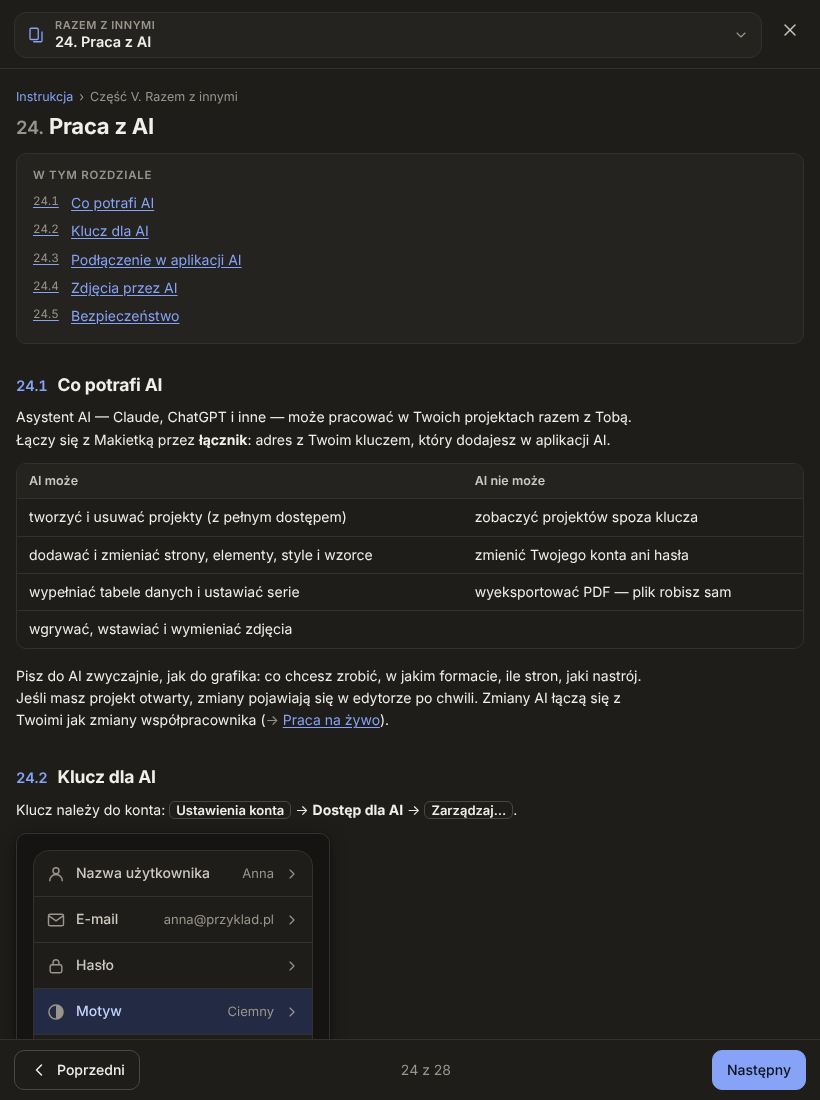 RAZEM Z INNYMI
24. Praca z AI
Instrukcja › Część V. Razem z innymi
24. Praca z AI
W TYM ROZDZIALE
24.1 Co potrafi AI
24.2 Klucz dla AI
24.3 Podłączenie w aplikacji AI
24.4 Zdjęcia przez AI
24.5 Bezpieczeństwo
24.1 Co potrafi AI
Asystent AI — Claude, ChatGPT i inne — może pracować w Twoich projektach razem z Tobą.
Łączy się z Makietką przez łącznik: adres z Twoim kluczem, który dodajesz w aplikacji AI.
AI może AI nie może
tworzyć i usuwać projekty (z pełnym dostępem) zobaczyć projektów spoza klucza
dodawać i zmieniać strony, elementy, style i wzorce zmienić Twojego konta ani hasła
wypełniać tabele danych i ustawiać serie wyeksportować PDF — plik robisz sam
wgrywać, wstawiać i wymieniać zdjęcia
Pisz do AI zwyczajnie, jak do grafika: co chcesz zrobić, w jakim formacie, ile stron, jaki nastrój.
Jeśli masz projekt otwarty, zmiany pojawiają się w edytorze po chwili. Zmiany AI łączą się z
Twoimi jak zmiany współpracownika (→ Praca na żywo).
24.2 Klucz dla AI
Klucz należy do konta: Ustawienia konta → Dostęp dla AI → Zarządzaj... .
Nazwa użytkownika Anna
E-mail anna@przyklad.pl
Hasło
Motyw Ciemny
Poprzedni 24 z 28 Następny